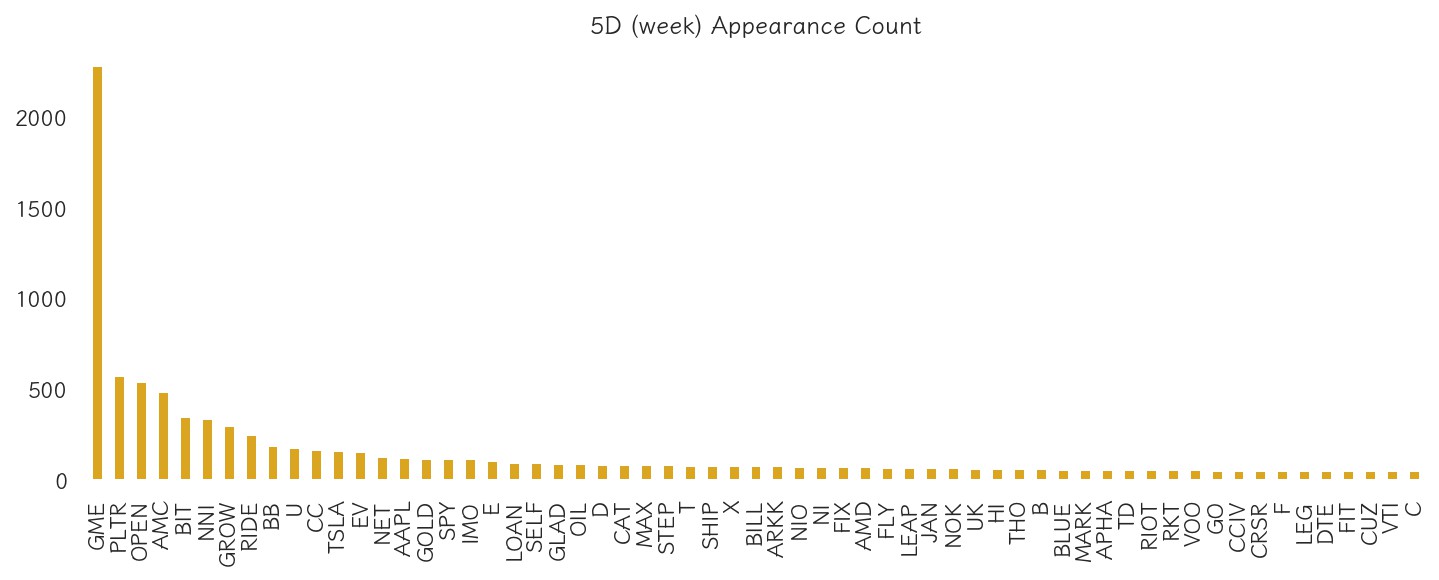 5D (week) Appearance Count
2000
1500
1000
500
0
GME
PLTR
OPEN
AMC
BIT
NNI
GROW
RIDE
BB
U
CC
TSLA
EV
NET
AAPL
GOLD
SPY
IMO
E
LOAN
SELF
GLAD
OIL
D
CAT
MAX
STEP
T
SHIP
X
BILL
ARKK
NIO
NI
FIX
AMD
FLY
LEAP
JAN
NOK
UK
HI
THO
B
BLUE
MARK
APHA
TD
RIOT
RKT
VOO
GO
CCIV
CRSR
F
LEG
DTE
FIT
CUZ
VTI
C